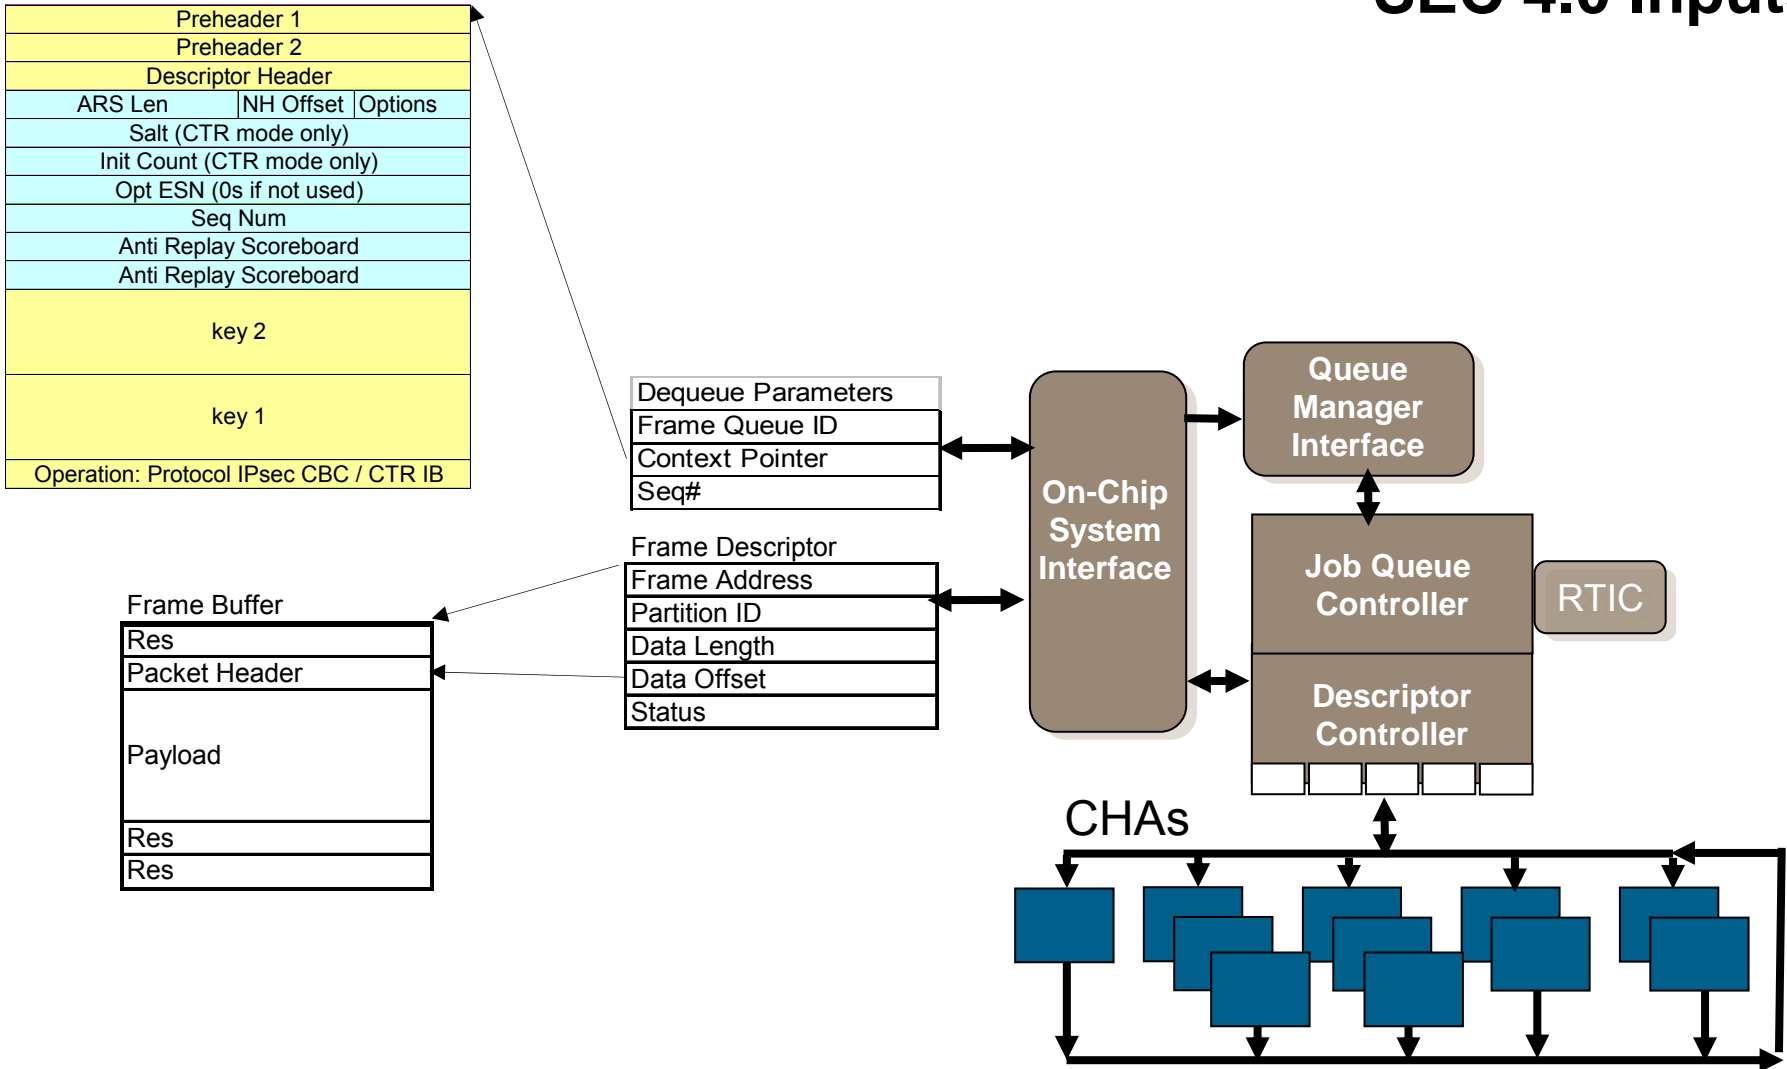 SEC 4.0 Input
Preheader 1
Preheader 2
Descriptor Header
ARS Len NH Offset Options
Salt (CTR mode only)
Init Count (CTR mode only)
Opt ESN (0s if not used)
Seq Num
Anti Replay Scoreboard
Anti Replay Scoreboard
key 2
key 1
Operation: Protocol IPsec CBC / CTR IB
Dequeue Parameters
Frame Queue ID
Context Pointer
Seq#
Frame Descriptor
Frame Address
Partition ID
Data Length
Data Offset
Status
Frame Buffer
Res
Packet Header
Payload
Res
Res
On-Chip
System
Interface
Queue
Manager
Interface
Job Queue
Controller
RTIC
Descriptor
Controller
CHAs